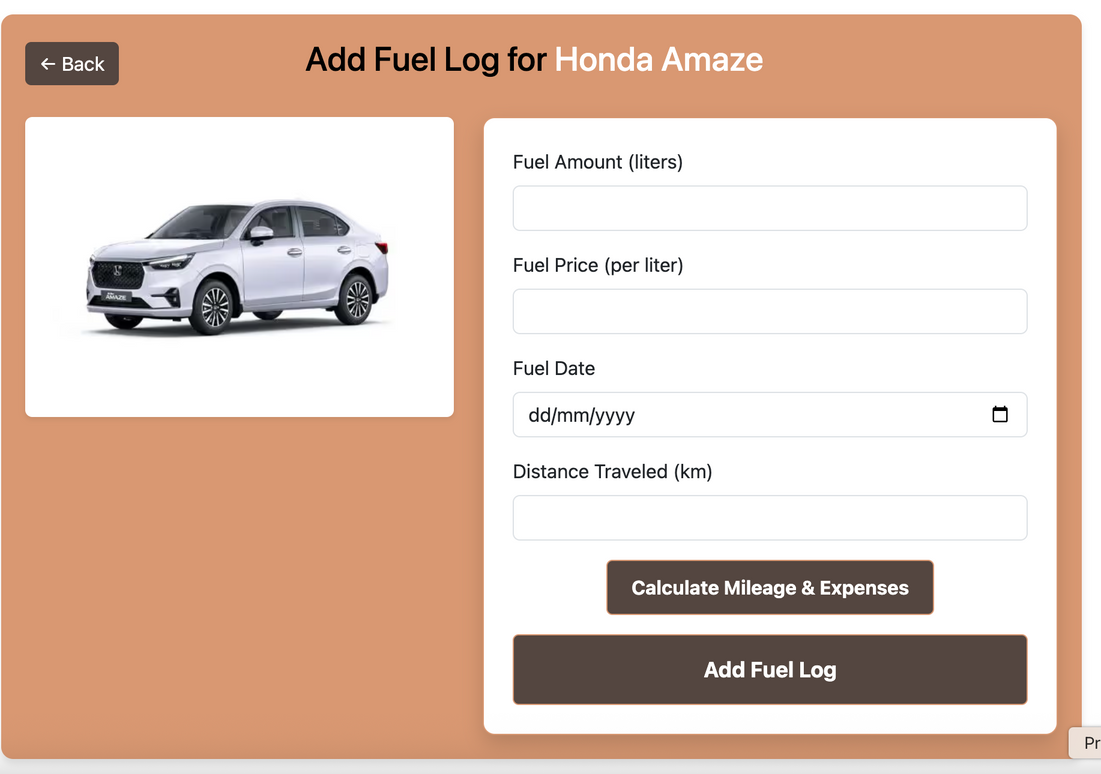 ← Back
Add Fuel Log for Honda Amaze
AMAZE
Fuel Amount (liters)
Fuel Price (per liter)
Fuel Date
dd/mm/yyyy
Distance Traveled (km)
Calculate Mileage & Expenses
Add Fuel Log
Pr